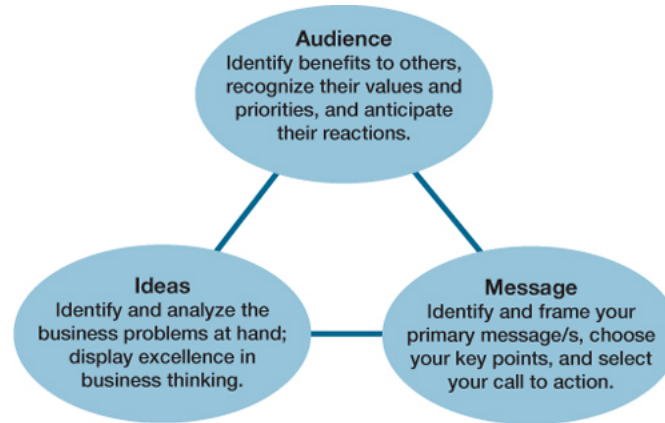 Audience
Identify benefits to others,
recognize their values and
priorities, and anticipate
their reactions.
Ideas
Identify and analyze the
business problems at hand;
display excellence in
business thinking.
Message
Identify and frame your
primary message/s, choose
your key points, and select
your call to action.